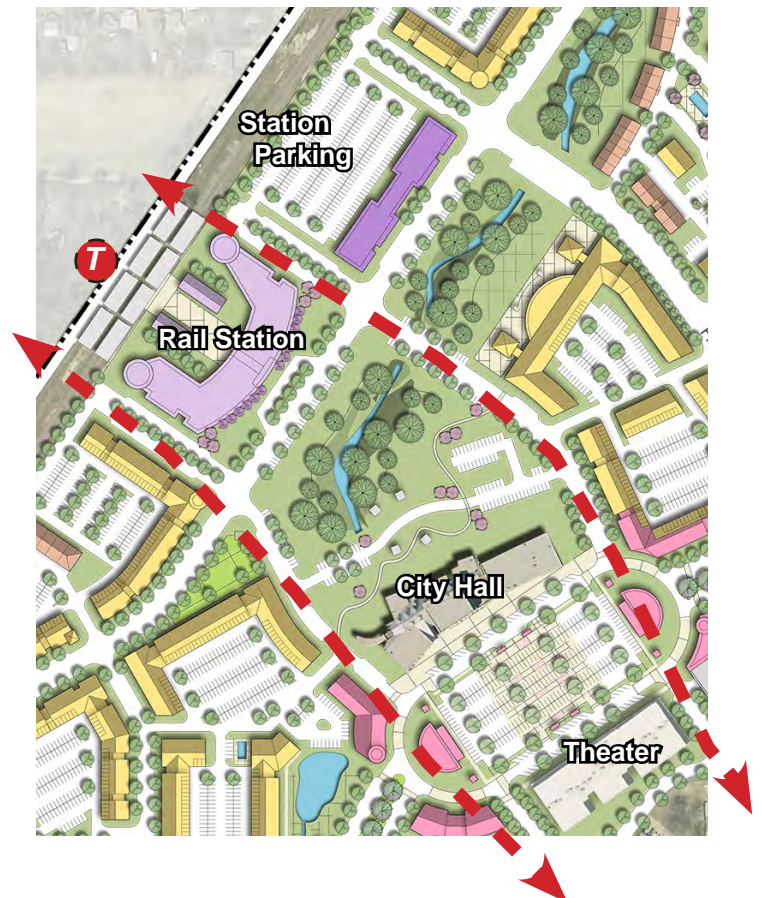 Station
Parking
T
Rail Station
City Hall
Theater